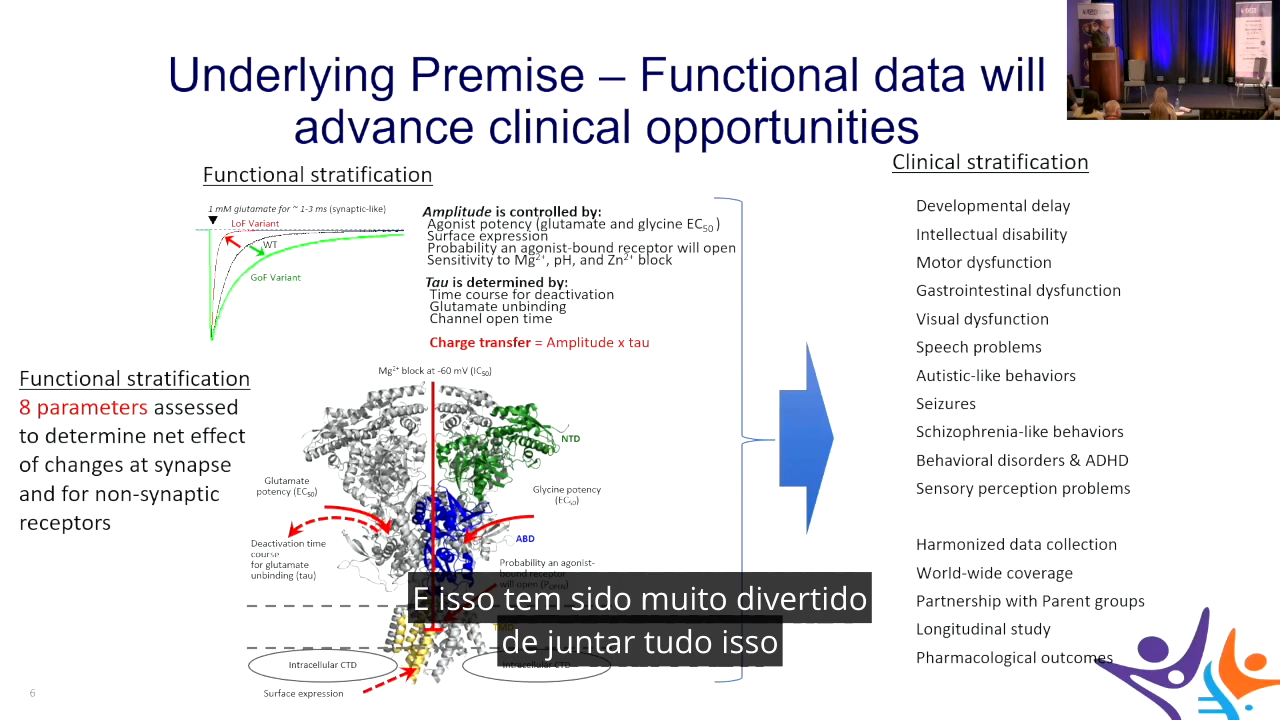 Underlying Premise – Functional data will
advance clinical opportunities
Functional stratification
1 mM glutamate for ~ 1-3 ms (synaptic-like)
LoF Variant
WT
GoF Variant
Amplitude is controlled by:
Agonist potency (glutamate and glycine EC50)
Surface expression
Probability an agonist-bound receptor will open
Sensitivity to Mg2+, pH, and Zn2+ block
Tau is determined by:
Time course for deactivation
Glutamate unbinding
Channel open time
Charge transfer = Amplitude x tau
Functional stratification
8 parameters assessed
to determine net effect
of changes at synapse
and for non-synaptic
receptors
Mg2+ block at -60 mV (IC50)
NTD
Glutamate
potency (EC50)
Glycine potency
(EC50)
ABD
Deactivation time
course
for glutamate
unbinding (tau)
Probability an agonist-
bound receptor
will open (POPEN)
Intracellular CTD
Intracellular CTD
Surface expression
Clinical stratification
Developmental delay
Intellectual disability
Motor dysfunction
Gastrointestinal dysfunction
Visual dysfunction
Speech problems
Autistic-like behaviors
Seizures
Schizophrenia-like behaviors
Behavioral disorders & ADHD
Sensory perception problems
Harmonized data collection
World-wide coverage
Partnership with Parent groups
Longitudinal study
Pharmacological outcomes
E isso tem sido muito divertido
de juntar tudo isso
6